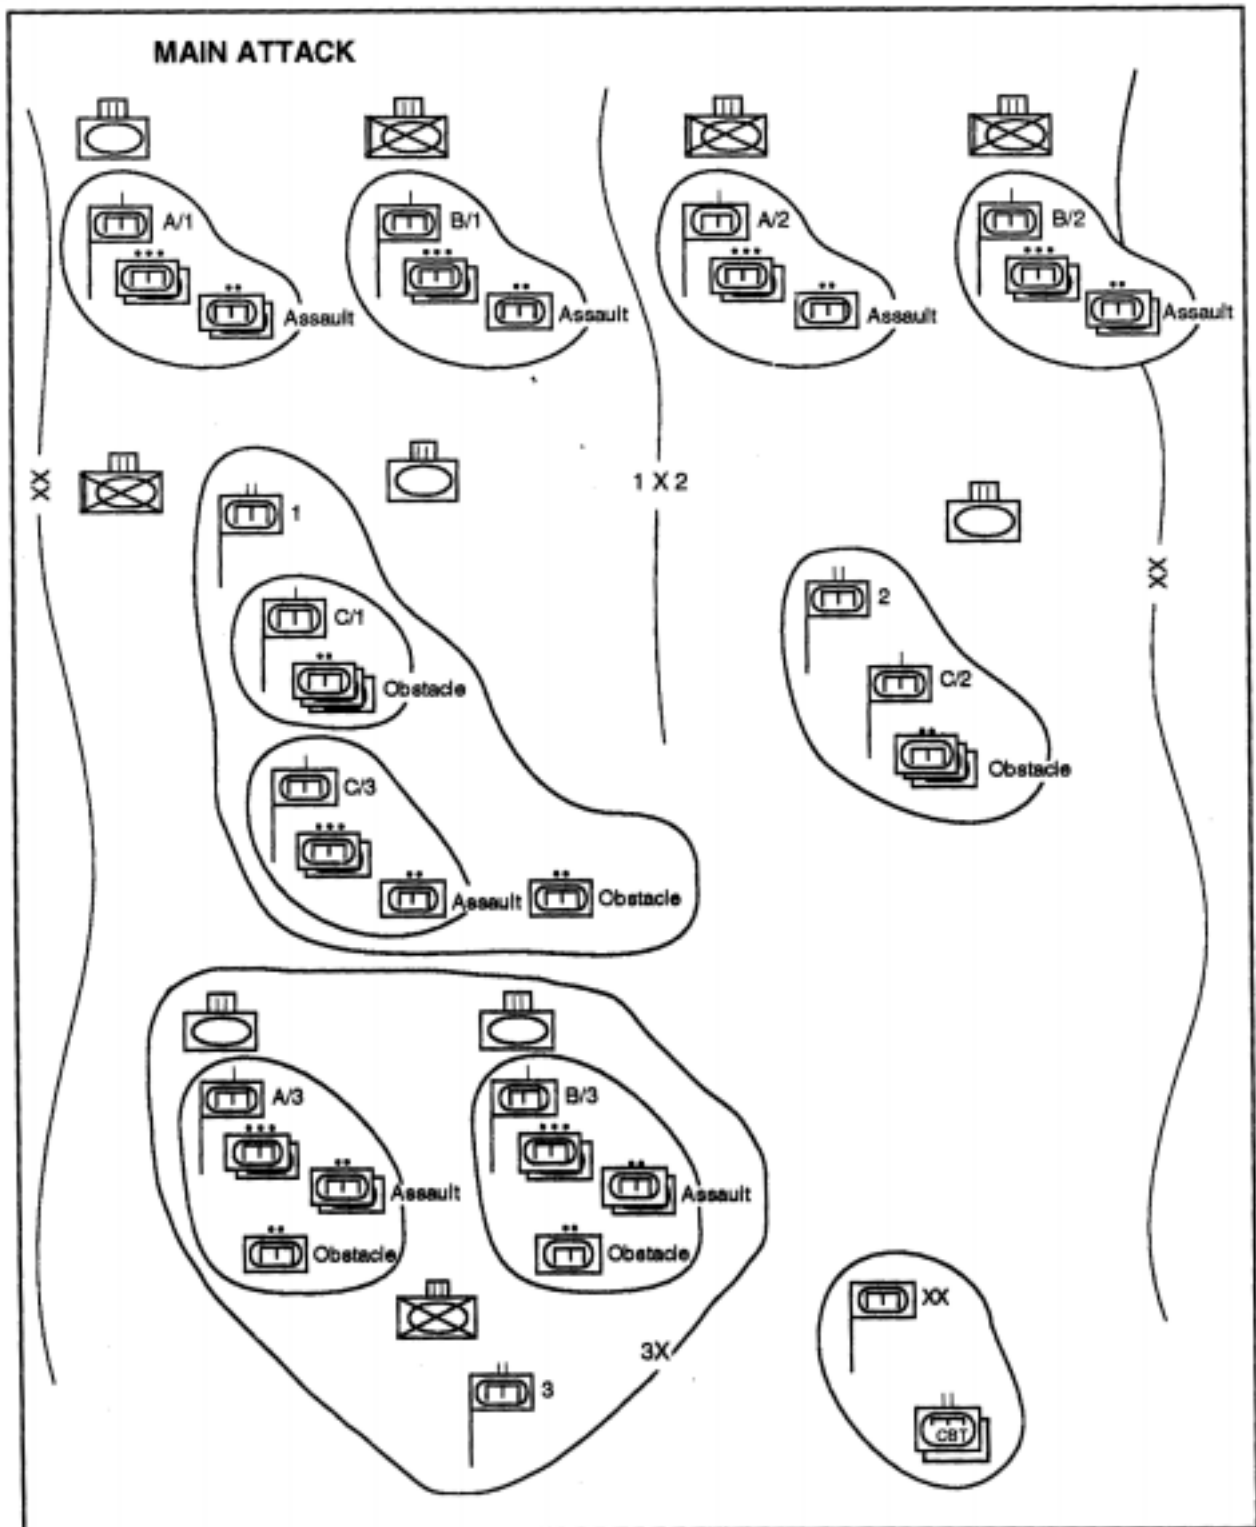 MAIN ATTACK
A/1
B/1
A/2
B/2
Assault
Assault
Assault
Assault
XX
1 X 2
XX
1
2
C/1
C/2
Obstacle
Obstacle
C/3
Assault
Obstacle
A/3
B/3
Assault
Assault
Obstacle
Obstacle
XX
3X
3
CBT